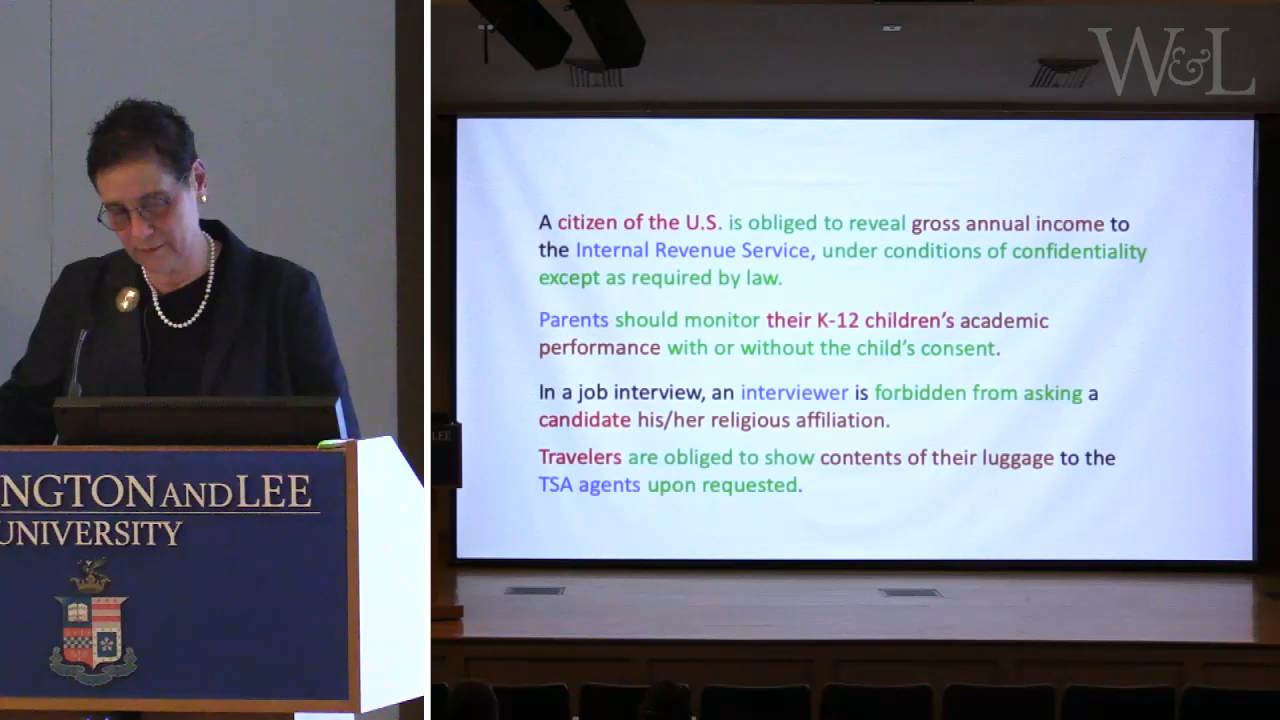 W&L
A citizen of the U.S. is obliged to reveal gross annual income to
the Internal Revenue Service, under conditions of confidentiality
except as required by law.
Parents should monitor their K-12 children's academic
performance with or without the child's consent.
In a job interview, an interviewer is forbidden from asking a
candidate his/her religious affiliation.
Travelers are obliged to show contents of their luggage to the
TSA agents upon requested.
NGTON AND LEE
UNIVERSITY
LEE